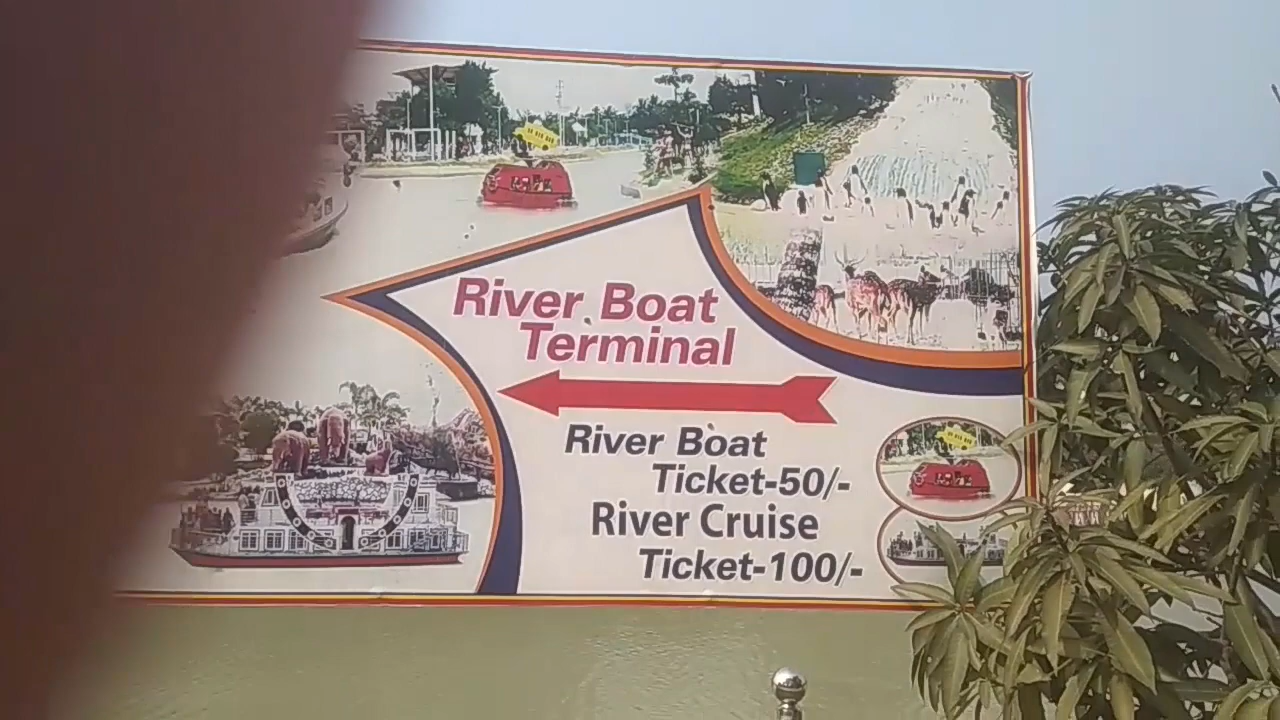 River Boat
Terminal
River Boat
Ticket-50/-
River Cruise
Ticket-100/-